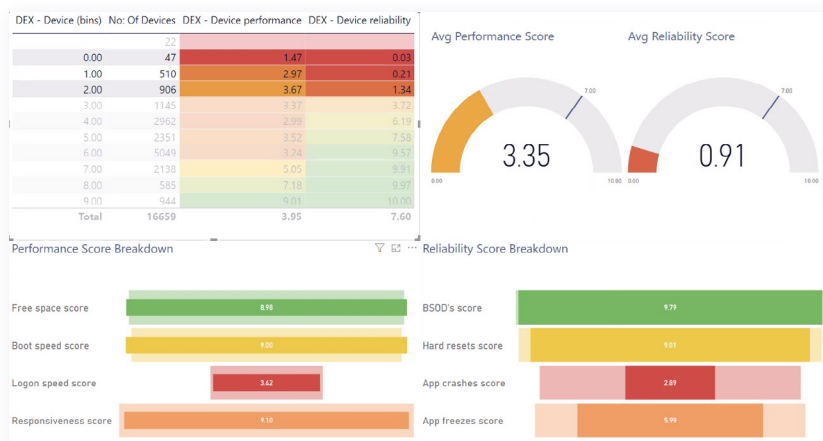 DEX - Device (bins) No: Of Devices DEX - Device performance DEX - Device reliability
22
0.00 47 1.47 0.03
1.00 510 2.97 0.21
2.00 906 3.67 1.34
3.00 1145 3.37 3.72
4.00 2962 2.99 6.19
5.00 2351 3.52 7.58
6.00 5049 3.24 9.57
7.00 2138 5.05 9.91
8.00 585 7.18 9.97
9.00 944 9.01 10.00
Total 16659 3.95 7.60
Avg Performance Score
7.00
3.35
0.00 10.00
Avg Reliability Score
7.00
0.91
0.00 10.00
Performance Score Breakdown
Free space score 8.98
Boot speed score 9.00
Logon speed score 3.62
Responsiveness score 9.10
Reliability Score Breakdown
BSOD's score 9.79
Hard resets score 9.01
App crashes score 2.89
App freezes score 5.99